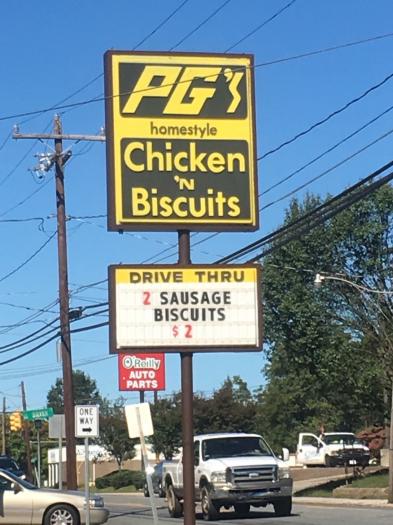 PG's
homestyle
Chicken
'N
Biscuits
DRIVE THRU
2 SAUSAGE
BISCUITS
$2
O'Reilly
AUTO
PARTS
ONE
WAY